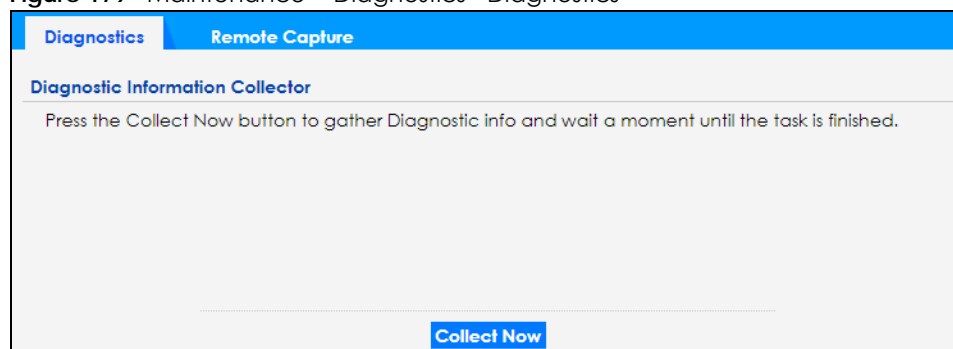 Diagnostics Remote Capture
Diagnostic Information Collector
Press the Collect Now button to gather Diagnostic info and wait a moment until the task is finished.
Collect Now